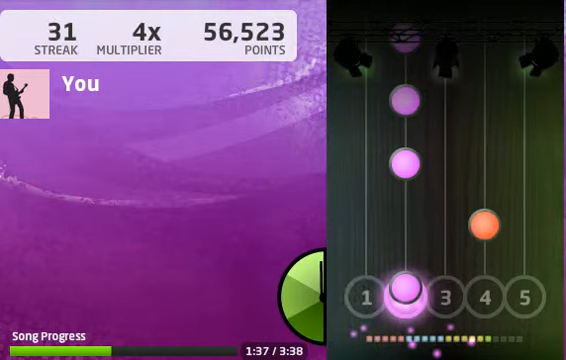 31 4x 56,523
STREAK MULTIPLIER POINTS
You
1 3 4 5
Song Progress
1:37 / 3:38